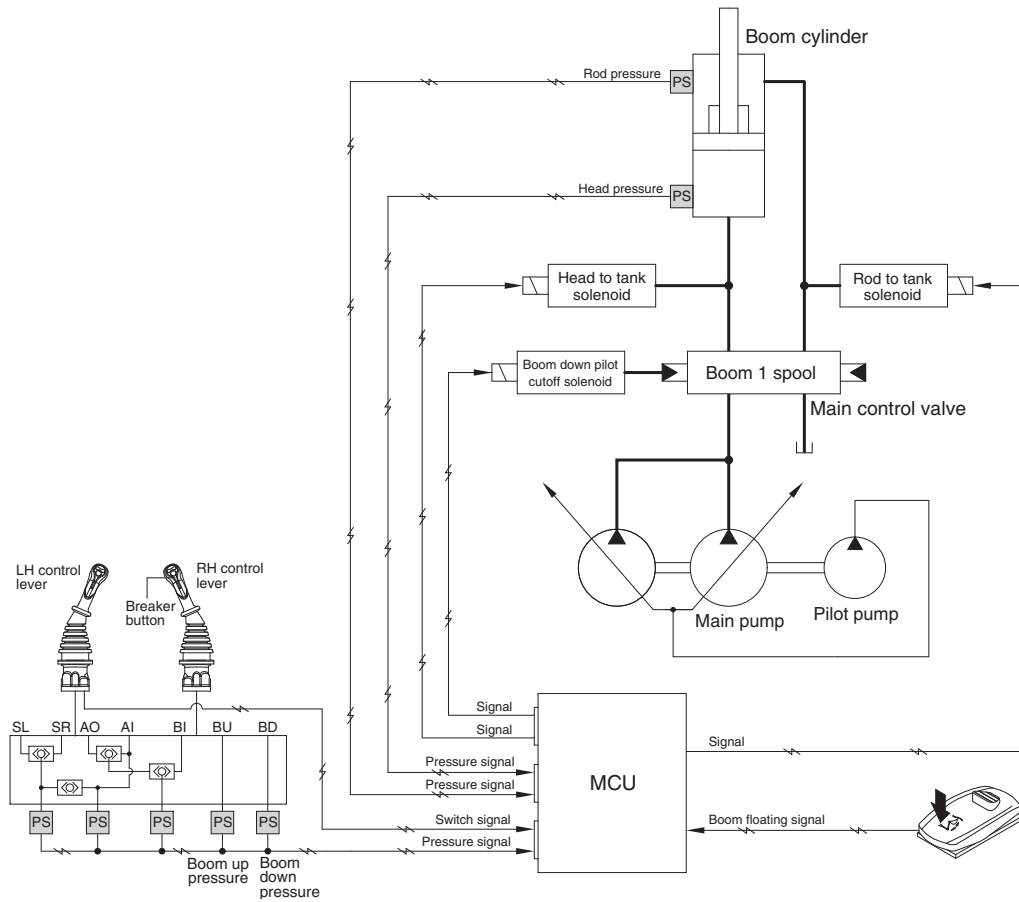 Boom cylinder
Rod pressure
PS
Head pressure
PS
Head to tank
solenoid
Rod to tank
solenoid
Boom down pilot
cutoff solenoid
Boom 1 spool
Main control valve
LH control
lever
RH control
lever
Breaker
button
Main pump
Pilot pump
SL
SR
AO
AI
BI
BU
BD
PS
PS
PS
PS
PS
Boom up
pressure
Boom
down
pressure
Signal
Signal
Pressure signal
Pressure signal
Switch signal
Pressure signal
MCU
Signal
Boom floating signal